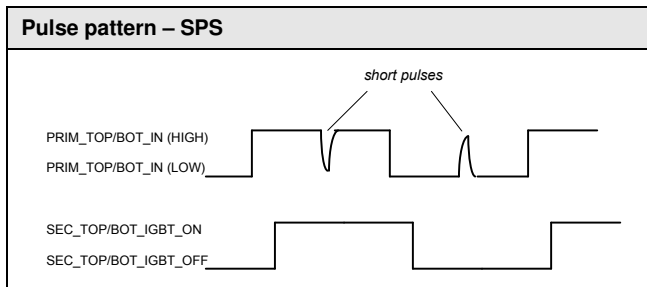 Pulse pattern – SPS
short pulses
PRIM_TOP/BOT_IN (HIGH)
PRIM_TOP/BOT_IN (LOW)
SEC_TOP/BOT_IGBT_ON
SEC_TOP/BOT_IGBT_OFF